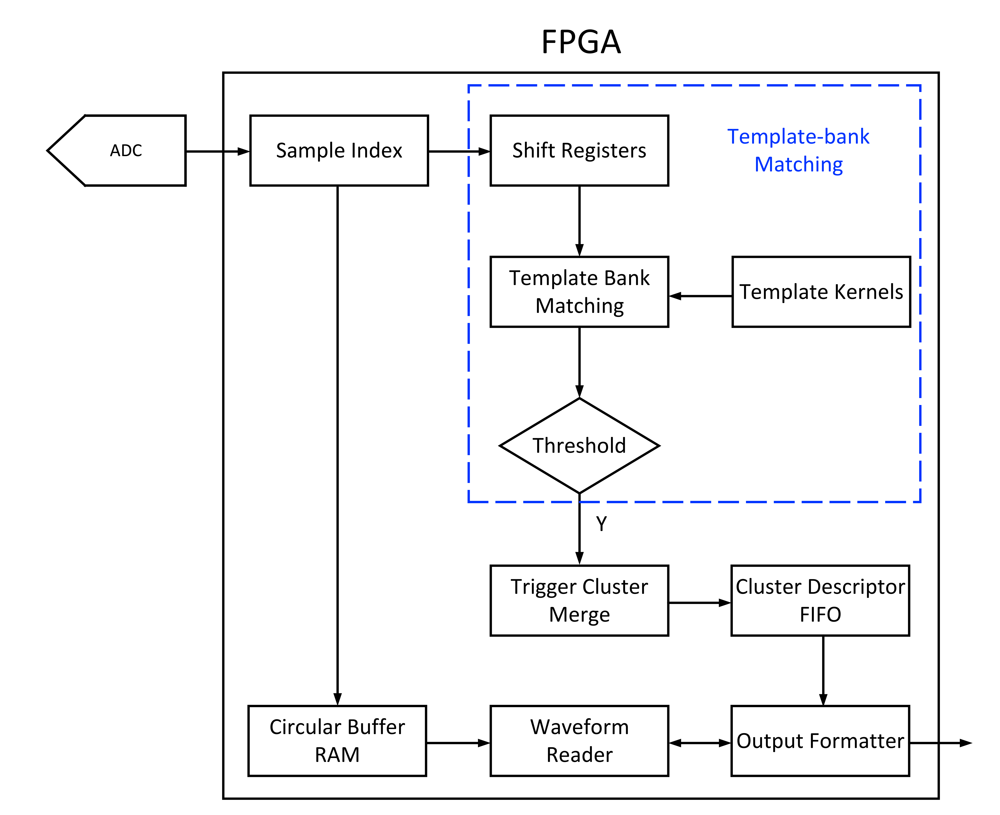 FPGA
ADC
Sample Index
Shift Registers
Template-bank
Matching
Template Bank
Matching
Template Kernels
Threshold
Y
Trigger Cluster
Merge
Cluster Descriptor
FIFO
Circular Buffer
RAM
Waveform
Reader
Output Formatter